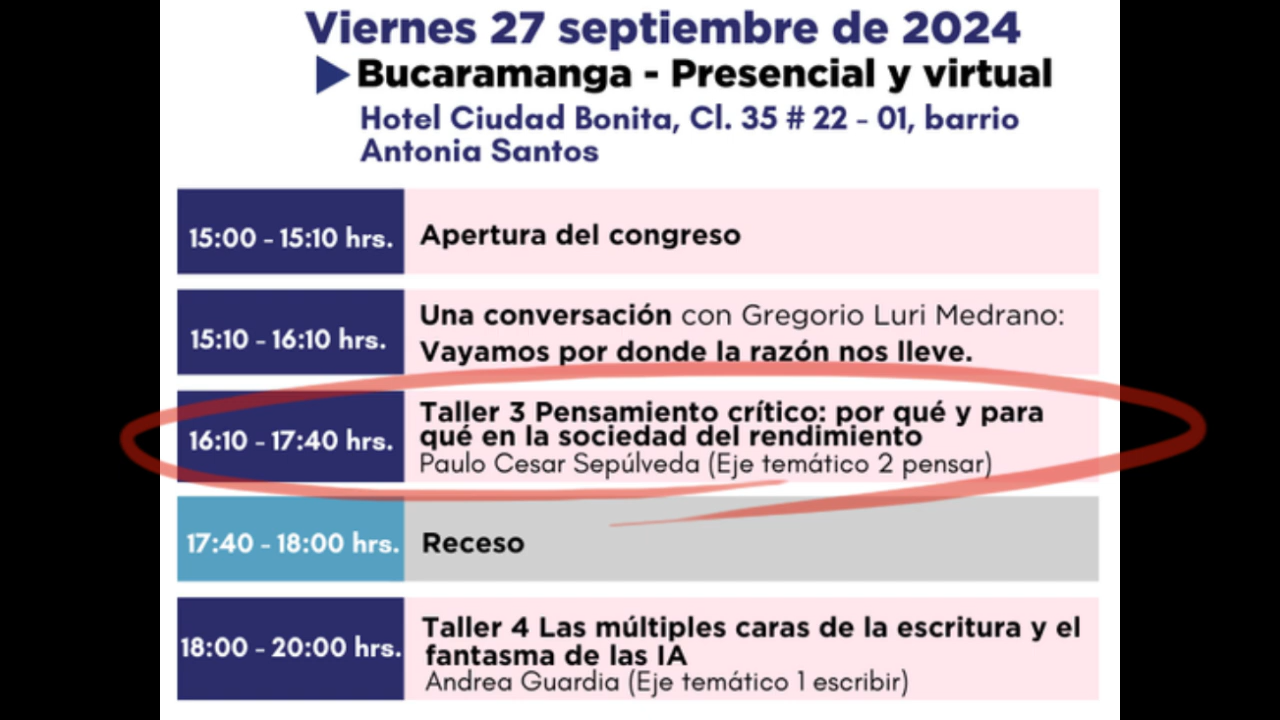 Viernes 27 septiembre de 2024
Bucaramanga - Presencial y virtual
Hotel Ciudad Bonita, Cl. 35 # 22 - 01, barrio
Antonia Santos
15:00 - 15:10 hrs.
Apertura del congreso
15:10 - 16:10 hrs.
Una conversación con Gregorio Luri Medrano:
Vayamos por donde la razón nos lleve.
16:10 - 17:40 hrs.
Taller 3 Pensamiento crítico: por qué y para
qué en la sociedad del rendimiento
Paulo Cesar Sepúlveda (Eje temático 2 pensar)
17:40 - 18:00 hrs.
Receso
18:00 - 20:00 hrs.
Taller 4 Las múltiples caras de la escritura y el
fantasma de las IA
Andrea Guardia (Eje temático 1 escribir)